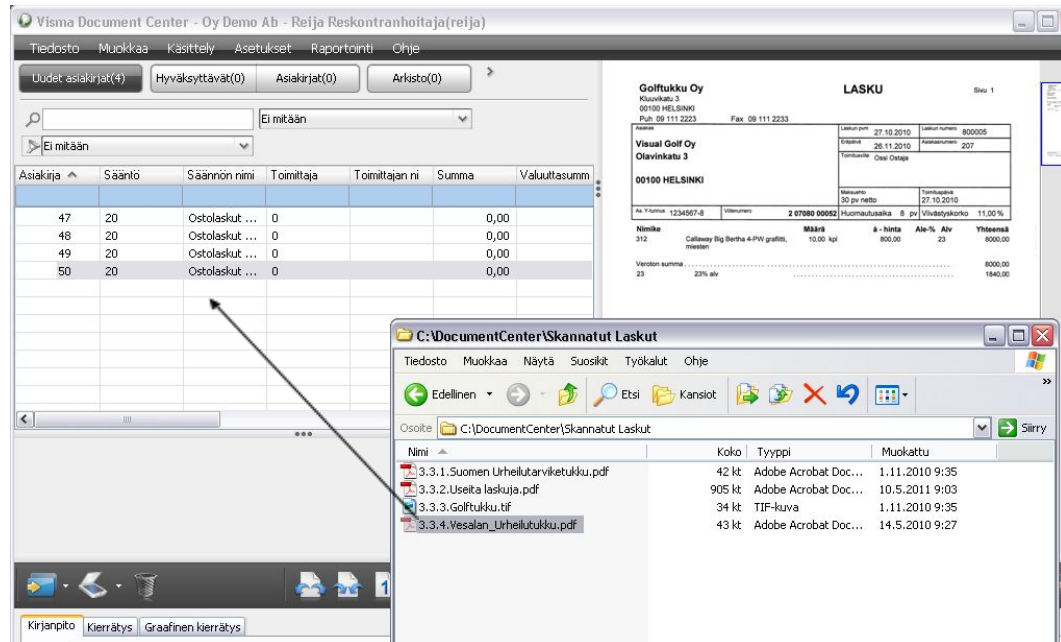 Visma Document Center - Oy Demo Ab - Reija Reskontranhoitaja(reija)
Tiedosto Muokkaa Käsittely Asetukset Raportointi Ohje
Uudet asiakirjat(4) Hyväksyttävät(0) Asiakirjat(0) Arkisto(0) >
Ei mitään
Ei mitään
Asiakirja Sääntö Säännön nimi Toimittaja Toimittajan ni Summa Valuuttasumm
47 20 Ostolaskut ... 0 0,00
48 20 Ostolaskut ... 0 0,00
49 20 Ostolaskut ... 0 0,00
50 20 Ostolaskut ... 0 0,00
Golftukku Oy LASKU Sivu 1
Kluuvikatu 3
00100 HELSINKI
Puh 09 111 2223 Fax 09 111 2233
Asiakas Laskun pvm 27.10.2010 Laskun numero 800005
Visual Golf Oy Eräpäivä 26.11.2010 Asiakasnumero 207
Olavinkatu 3 Toimitusviite Ossi Ostaja
00100 HELSINKI
Maksuehto Toimituspäivä
30 pv netto 27.10.2010
As. Y-tunnus 1234567-8 Viitenumero 2 07080 00052 Huomautusaika 8 pv Viivästyskorko 11,00 %
Nimike Määrä á - hinta Ale-% Alv Yhteensä
312 Callaway Big Bertha 4-PW grafiitti, 10,00 kpl 800,00 23 8000,00
miesten
Veroton summa 8000,00
23 23% alv 1840,00
C:\DocumentCenter\Skannatut Laskut
Tiedosto Muokkaa Näytä Suosikit Työkalut Ohje
Edellinen Etsi Kansiot
Osoite C:\DocumentCenter\Skannatut Laskut Siirry
Nimi Koko Tyyppi Muokattu
3.3.1.Suomen Urheilutarviketukku.pdf 42 kt Adobe Acrobat Doc... 1.11.2010 9:35
3.3.2.Useita laskuja.pdf 905 kt Adobe Acrobat Doc... 10.5.2011 9:03
3.3.3.Golftukku.tif 34 kt TIF-kuva 1.11.2010 9:35
3.3.4.Vesalan_Urheilutukku.pdf 43 kt Adobe Acrobat Doc... 14.5.2010 9:27
1
Kirjanpito Kierrätys Graafinen kierrätys